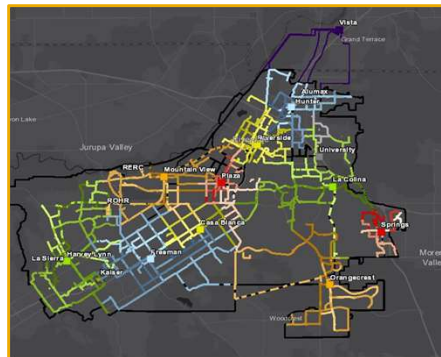 Vista
Grand Terrace
Alumax
Hunter
Riverside
Jurupa Valley
University
RERC
Mountain View
Plaza
La Colina
ROHR
Casa Blanca
Springs
Harvey Lynn
Freeman
La Sierra
Kaiser
Orangecrest
Valley